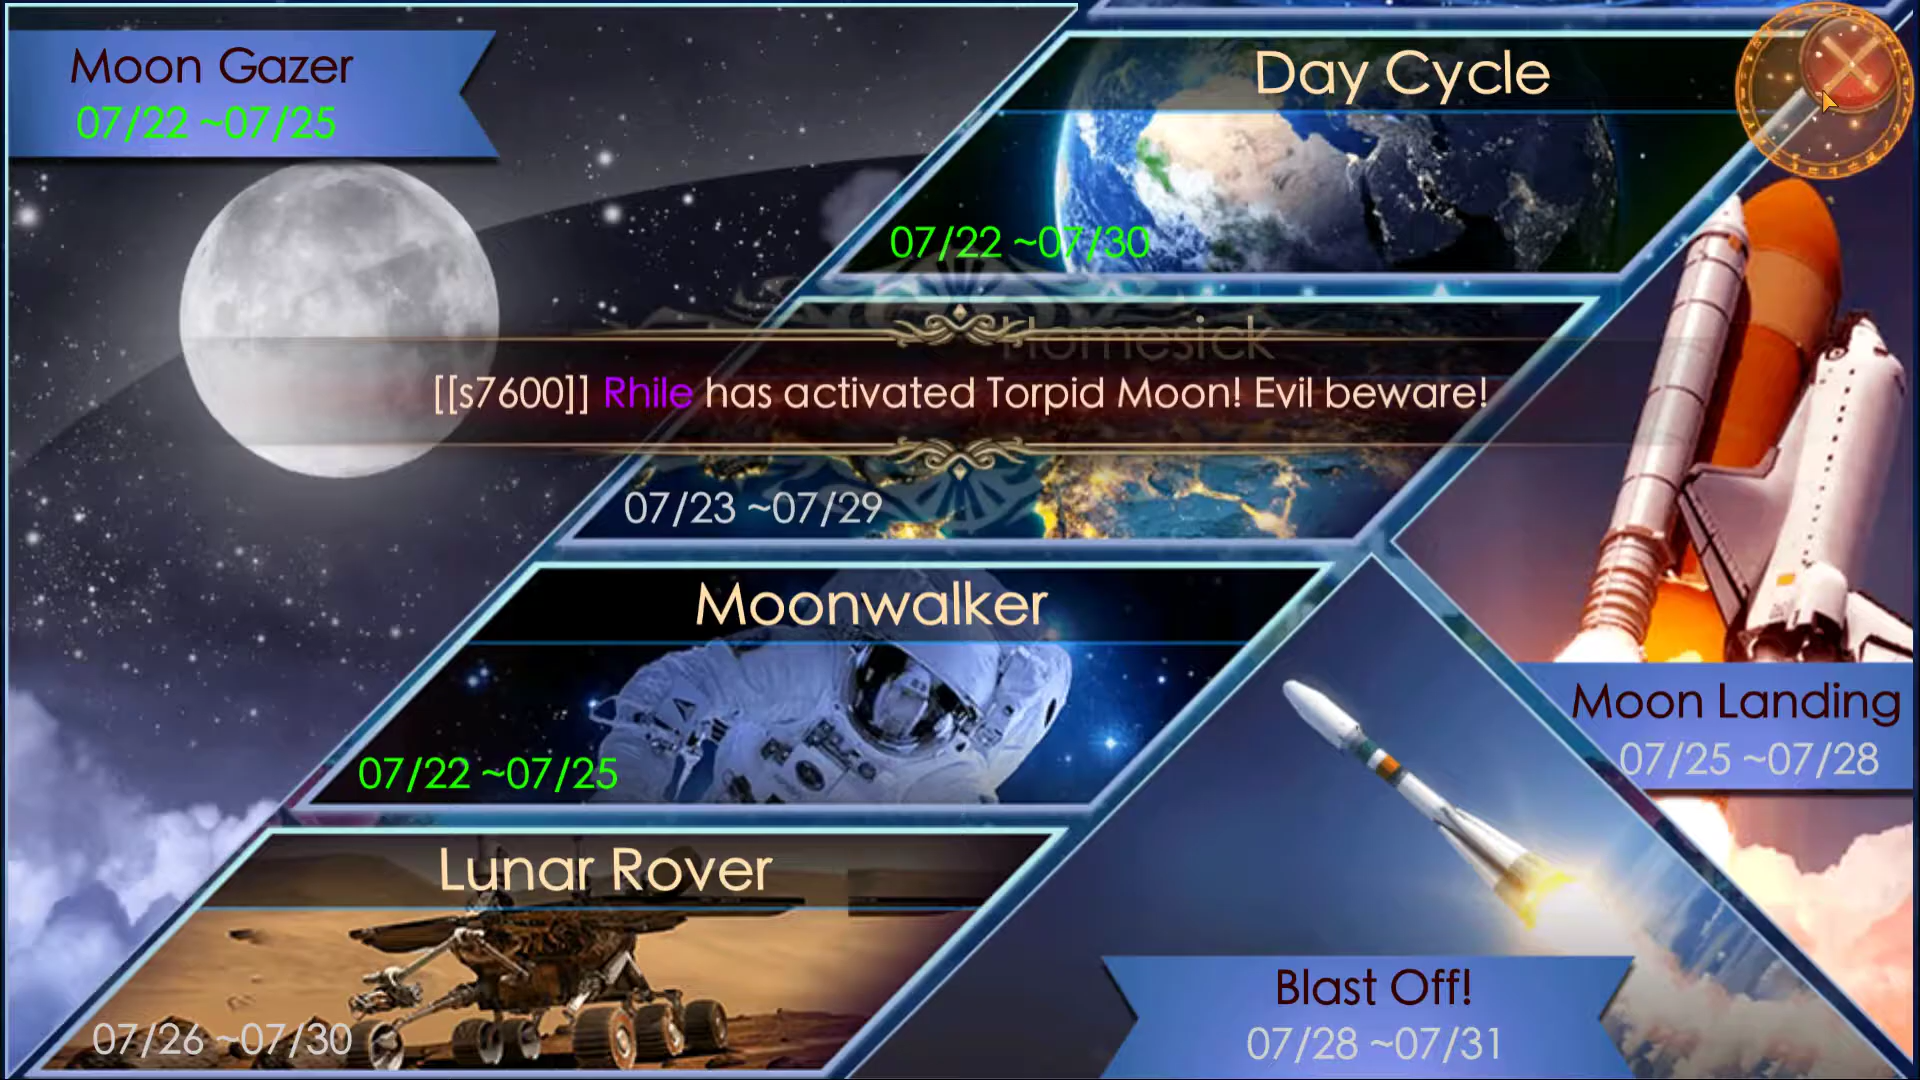 Moon Gazer
07/22 ~07/25
Day Cycle
07/22 ~07/30
Homesick
[[s7600]] Rhile has activated Torpid Moon! Evil beware!
07/23 ~07/29
Moonwalker
07/22 ~07/25
Moon Landing
07/25 ~07/28
Lunar Rover
07/26 ~07/30
Blast Off!
07/28 ~07/31